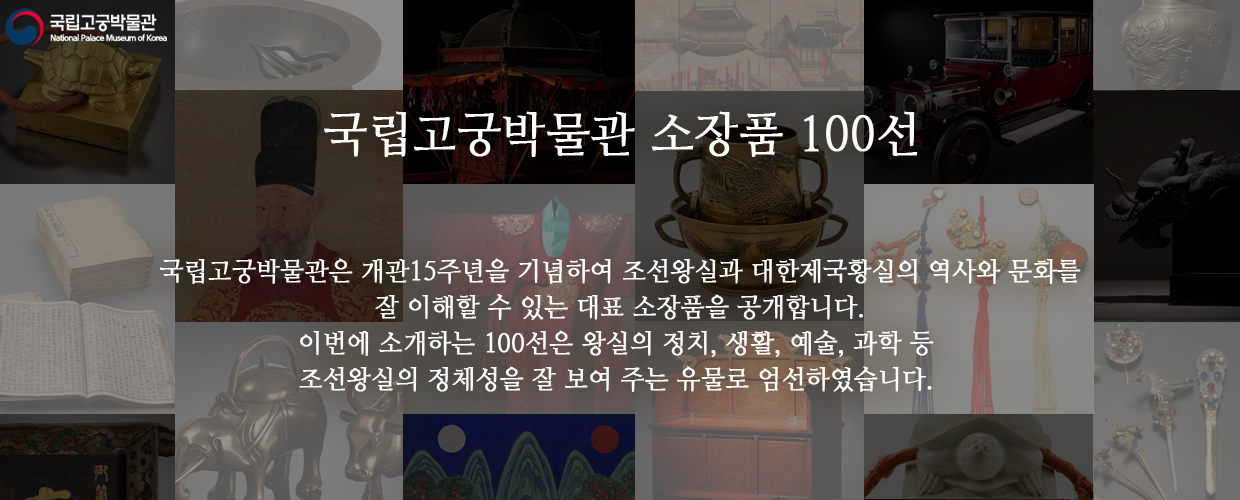 국립고궁박물관
National Palace Museum of Korea
국립고궁박물관 소장품 100선
국립고궁박물관은 개관15주년을 기념하여 조선왕실과 대한제국황실의 역사와 문화를
잘 이해할 수 있는 대표 소장품을 공개합니다.
이번에 소개하는 100선은 왕실의 정치, 생활, 예술, 과학 등
조선왕실의 정체성을 잘 보여 주는 유물로 엄선하였습니다.